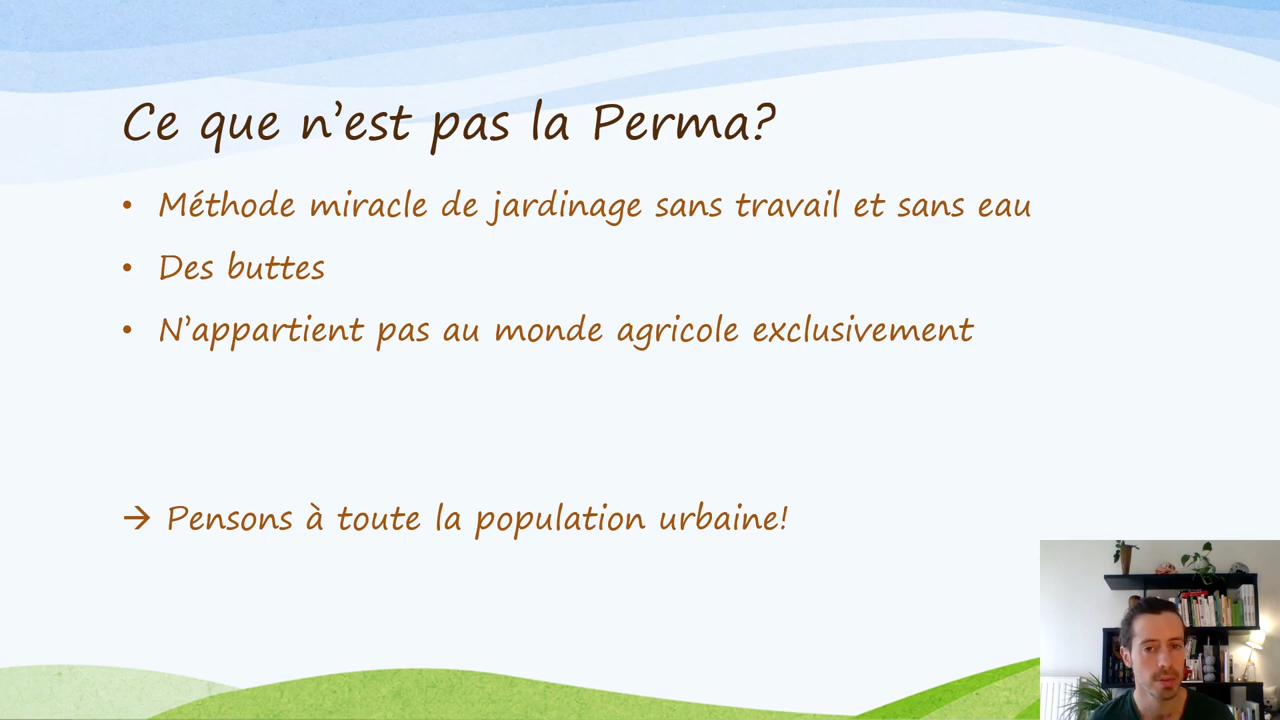 Ce que n’est pas la Perma?
• Méthode miracle de jardinage sans travail et sans eau
• Des buttes
• N’appartient pas au monde agricole exclusivement
→ Pensons à toute la population urbaine!